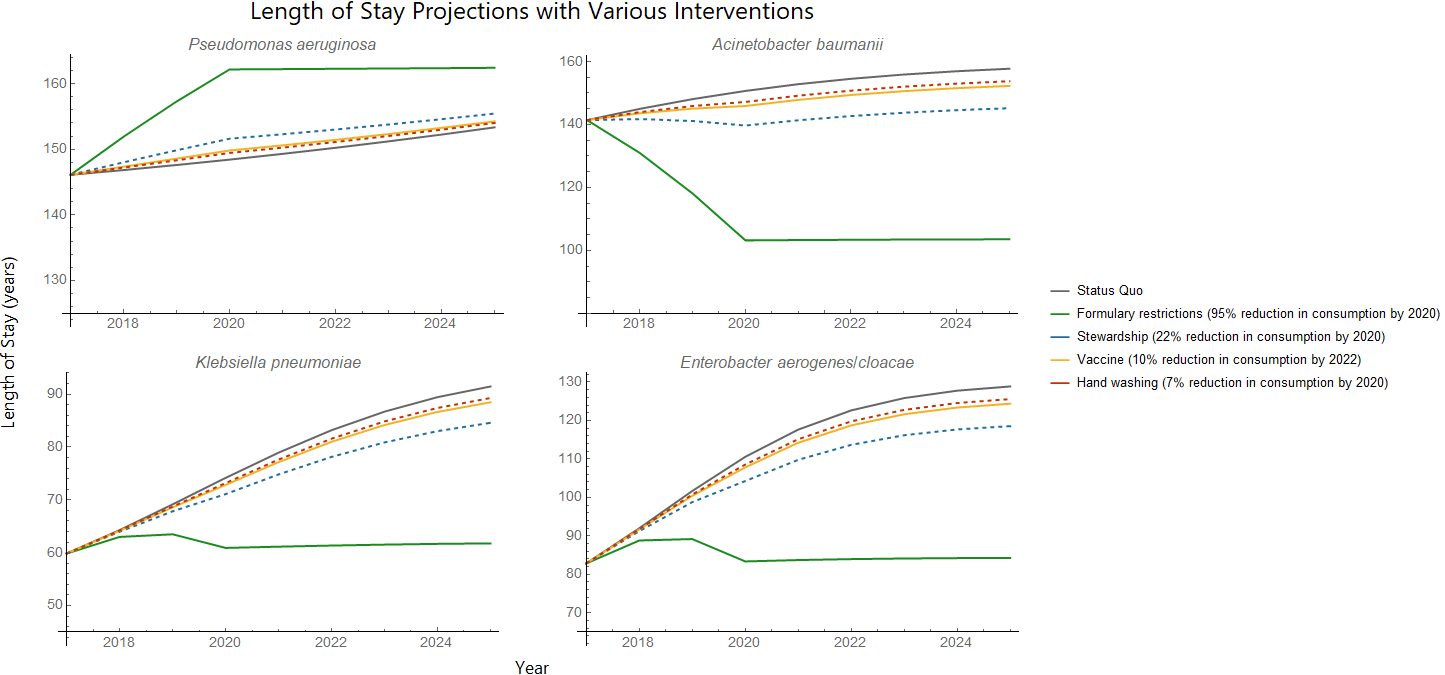 Length of Stay Projections with Various Interventions
Pseudomonas aeruginosa
160
150
140
130
2018 2020 2022 2024
Acinetobacter baumanii
160
140
120
100
2018 2020 2022 2024
Klebsiella pneumoniae
90
80
70
60
50
2018 2020 2022 2024
Enterobacter aerogenes/cloacae
130
120
110
100
90
80
70
2018 2020 2022 2024
Length of Stay (years)
Year
Status Quo
Formulary restrictions (95% reduction in consumption by 2020)
Stewardship (22% reduction in consumption by 2020)
Vaccine (10% reduction in consumption by 2022)
Hand washing (7% reduction in consumption by 2020)